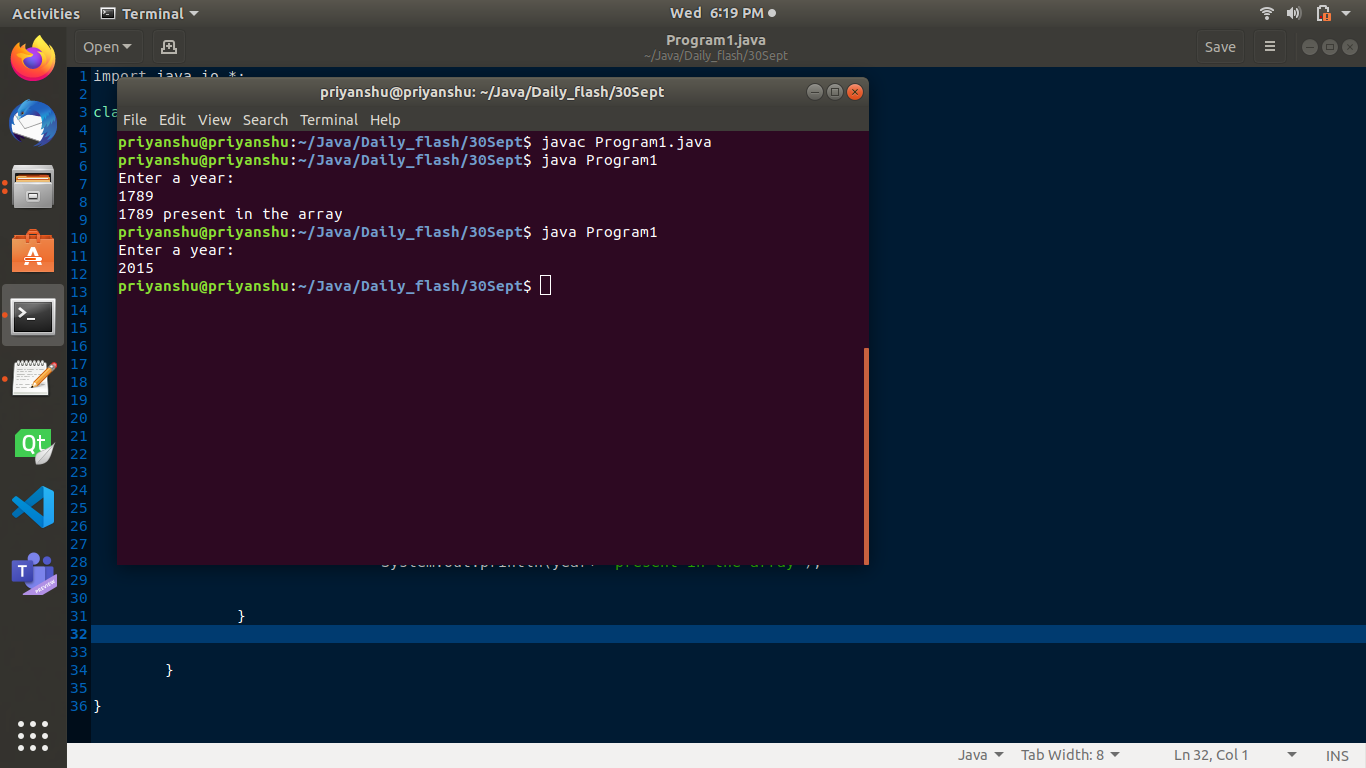 Activities Terminal Wed 6:19 PM
Open Program1.java Save
~/Java/Daily_flash/30Sept
1 import java.io.*;
2
3 cla
4
5
6
7
8
9
10
11
12
13
14
15
16
17
18
19
20
21
22
23
24
25
26
27
28 System.out.println(year+ present in the array );
29
30
31 }
32
33
34 }
35
36 }
priyanshu@priyanshu: ~/Java/Daily_flash/30Sept
File Edit View Search Terminal Help
priyanshu@priyanshu:~/Java/Daily_flash/30Sept$ javac Program1.java
priyanshu@priyanshu:~/Java/Daily_flash/30Sept$ java Program1
Enter a year:
1789
1789 present in the array
priyanshu@priyanshu:~/Java/Daily_flash/30Sept$ java Program1
Enter a year:
2015
priyanshu@priyanshu:~/Java/Daily_flash/30Sept$
Qt
T
PREVIEW
Java Tab Width: 8 Ln 32, Col 1 INS